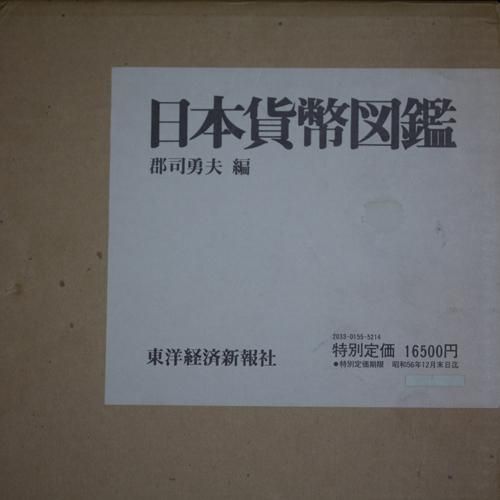 日本貨幣図鑑
郡司勇夫 編
2033-0155-5214
特別定価 16500円
●特別定価期限 昭和56年12月末日迄
東洋経済新報社